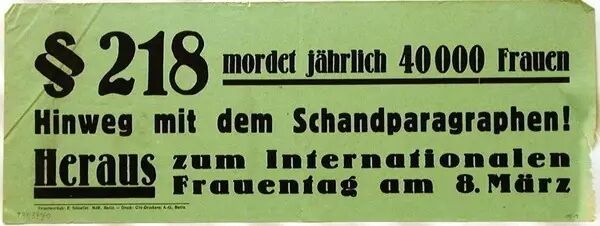 § 218 mordet jährlich 40000 Frauen
Hinweg mit dem Schandparagraphen!
Heraus zum Internationalen
Frauentag am 8. März